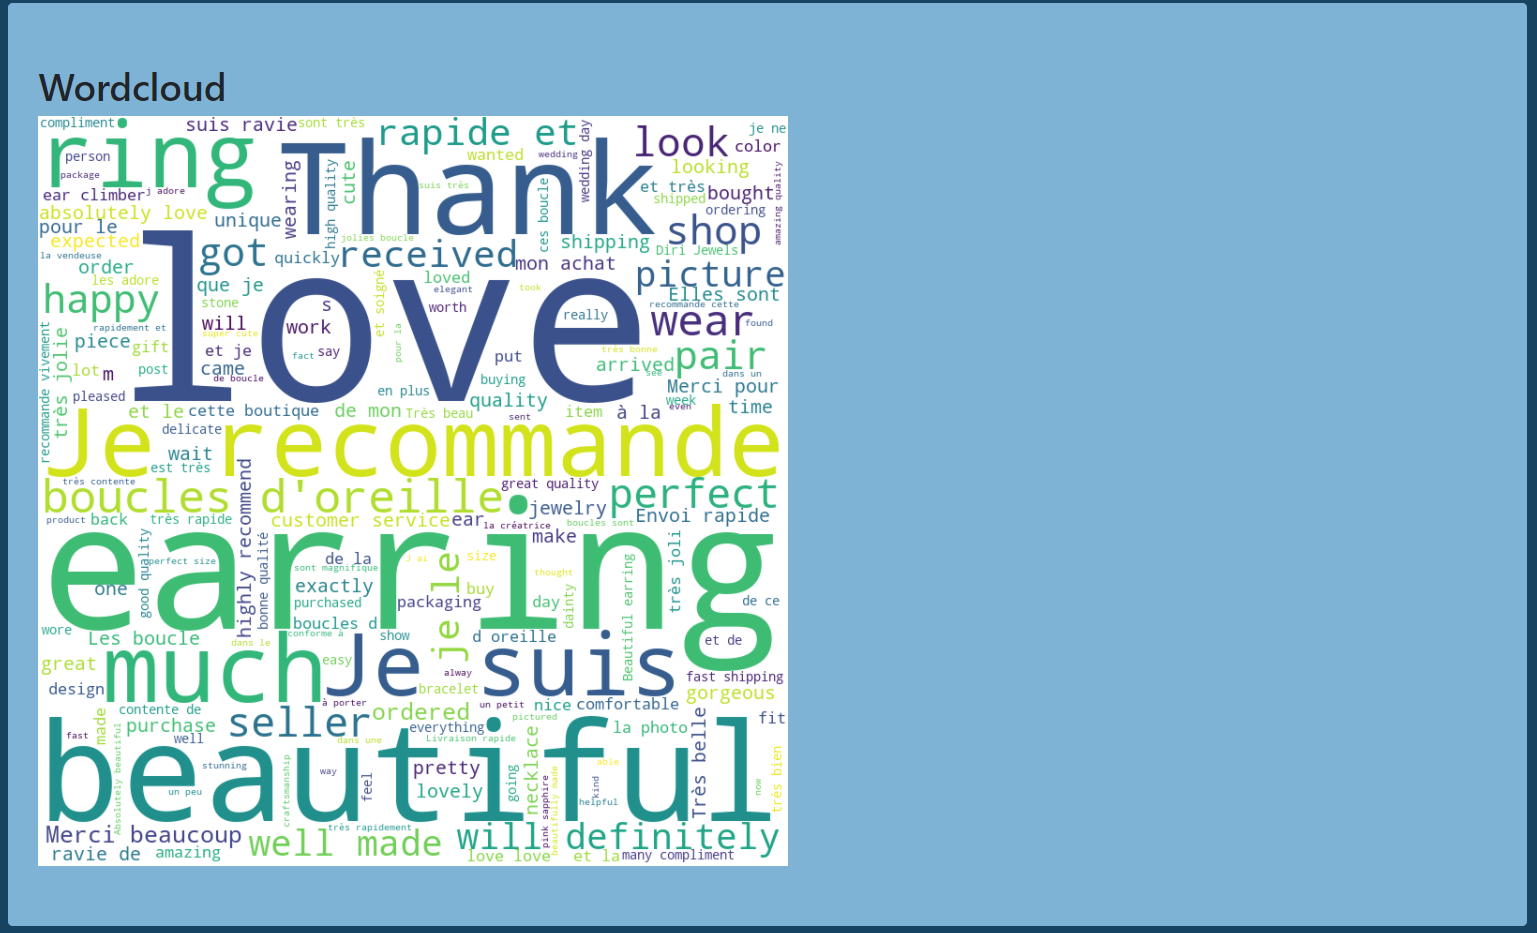 Wordcloud
compliment
suis ravie
sont très
rapide et
wedding day
look
je ne
color
ring
person
package
ear climber
j adore
Thank
wearing
high quality
cute
wanted
wedding
suis très
looking
et très
shipped
bought
ordering
amazing quality
absolutely love
unique
pour le
expected
la vendeuse
order
les adore
got
quickly
received
jolies boucle
ces boucle
shipping
mon achat
shop
Diri Jewels
picture
Elles sont
recommande cette
happy
que je
stone
love
loved
elegant
took
worth
et soigné
s
work
will
super cute
fact
say
pour la
really
wear
found
rapidement et
piece
gift
et je
came
de boucle
put
très bonne
arrived
see
pair
dans un
recommande vivement
très jolie
lot
m
post
pleased
en plus
buying
quality
Merci pour
week
even
time
et le
cette boutique
de mon
Très beau
sent
item
à la
Je recommande
delicate
wait
est très
très contente
boucles d'oreille.
great quality
perfect
highly recommend
jewelry
Envoi rapide
product
back
très rapide
customer service
ear
la créatrice
boucles sont
make
earring
good quality
perfect size
bonne qualité
de la
sont magnifique
J ai
size
thought
très joli
one
exactly
purchased
packaging
je le
buy
day
dainty
Beautiful earring
de ce
wore
Les boucle
boucles d
conforme à
dans le
show
d oreille
et de
great
much
easy
Je suis
alway
bracelet
fast shipping
gorgeous
design
à porter
un petit
nice
comfortable
contente de
purchase
made
seller
ordered
pictured
everything
Livraison rapide
la photo
Très belle
fit
fast
well
dans une
necklace
beautiful
Absolutely beautiful
stunning
un peu
craftsmanship
way
feel
pretty
lovely
going
pink sapphire
beautifully made
able
kind
helpful
now
très bien
Merci beaucoup
très rapidement
well made
will definitely
ravie de
amazing
love love
et la
many compliment